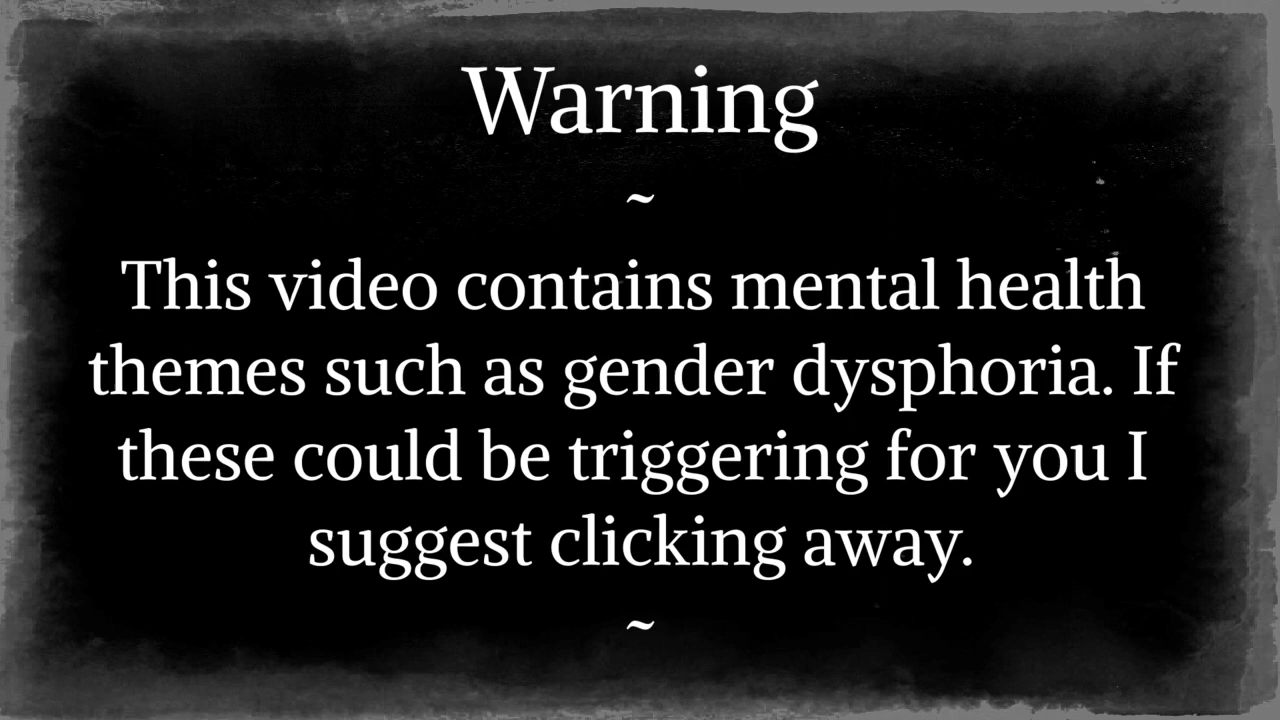 Warning
~
This video contains mental health
themes such as gender dysphoria. If
these could be triggering for you I
suggest clicking away.
~